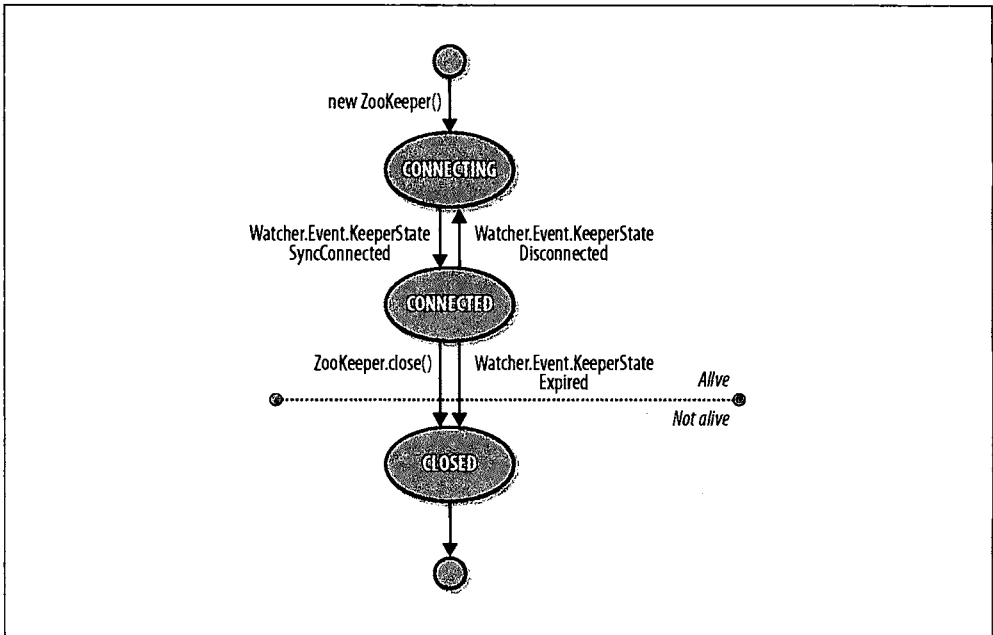 new ZooKeeper()
CONNECTING
Watcher.Event.KeeperState
SyncConnected
Watcher.Event.KeeperState
Disconnected
CONNECTED
ZooKeeper.close()
Watcher.Event.KeeperState
Expired
Alive
Not alive
CLOSED